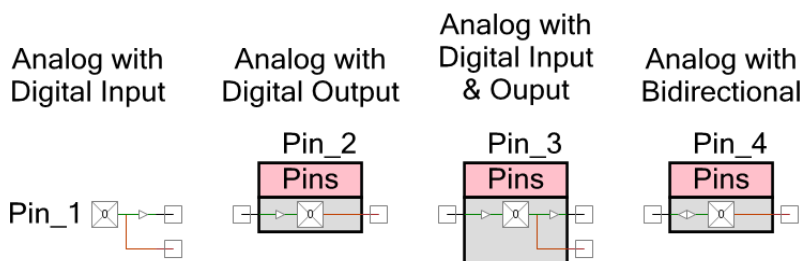 Analog with
Digital Input
Analog with
Digital Output
Analog with
Digital Input
& Ouput
Analog with
Bidirectional
Pin_1
0
Pin_2
Pins
0
Pin_3
Pins
0
Pin_4
Pins
0